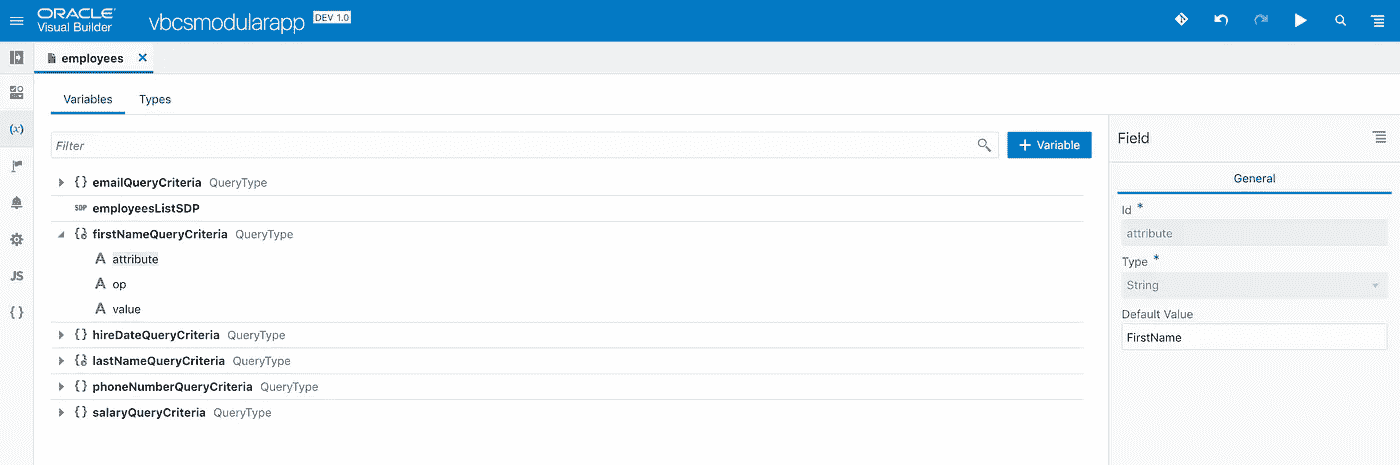 ORACLE
Visual Builder
vbcsmodularapp DEV 1.0
employees
Variables Types
Filter
+ Variable
{} emailQueryCriteria QueryType
SDP employeesListSDP
firstNameQueryCriteria QueryType
A attribute
A op
A value
{} hireDateQueryCriteria QueryType
lastNameQueryCriteria QueryType
{} phoneNumberQueryCriteria QueryType
{} salaryQueryCriteria QueryType
(x)
JS
{}
Field
General
Id *
attribute
Type *
String
Default Value
FirstName